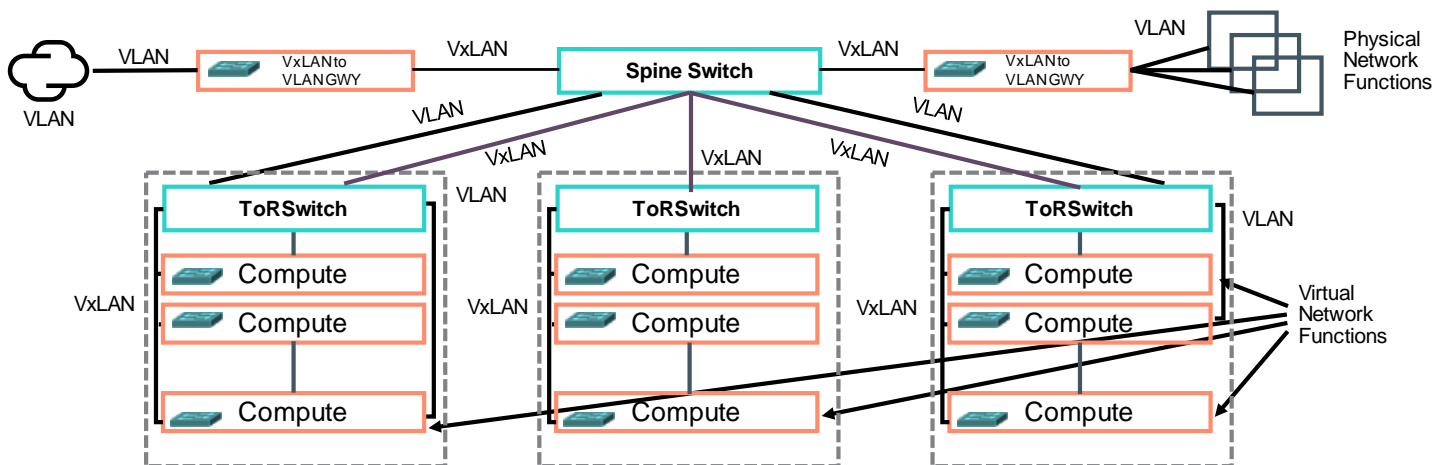 VLAN
VxLAN
VxLAN
VLAN
VxLANto
VLANGWY
Spine Switch
VxLANto
VLANGWY
Physical
Network
Functions
VLAN
VLAN
VxLAN
VxLAN
VxLAN
VLAN
VLAN
ToRSwitch
ToRSwitch
ToRSwitch
VLAN
Compute
Compute
Compute
VxLAN
VxLAN
VxLAN
Compute
Compute
Compute
Virtual
Network
Functions
Compute
Compute
Compute